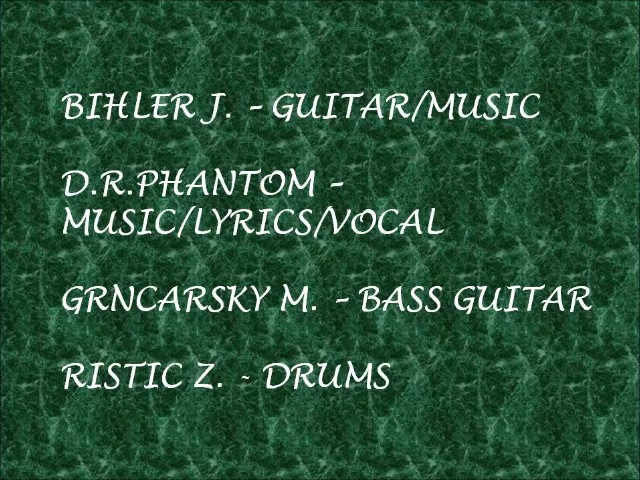 BIHLER J. – GUITAR/MUSIC
D.R.PHANTOM –
MUSIC/LYRICS/VOCAL
GRNCARSKY M. – BASS GUITAR
RISTIC Z. - DRUMS